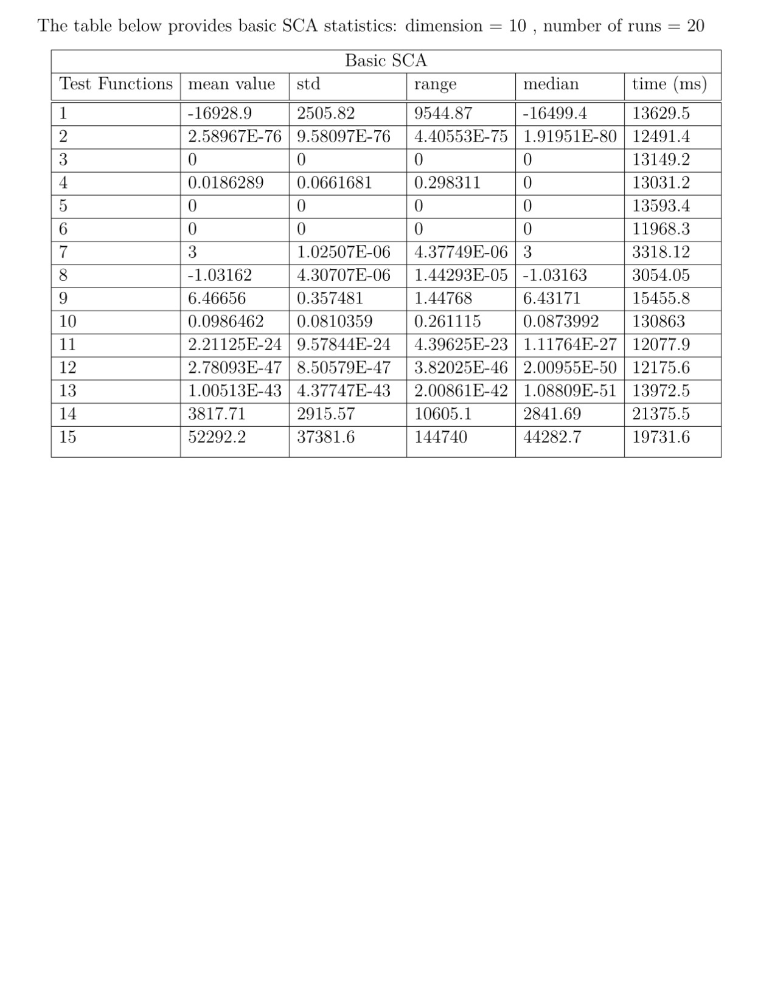 The table below provides basic SCA statistics: dimension = 10 , number of runs = 20
Basic SCA
Test Functions mean value std range median time (ms)
1 -16928.9 2505.82 9544.87 -16499.4 13629.5
2 2.58967E-76 9.58097E-76 4.40553E-75 1.91951E-80 12491.4
3 0 0 0 0 13149.2
4 0.0186289 0.0661681 0.298311 0 13031.2
5 0 0 0 0 13593.4
6 0 0 0 0 11968.3
7 3 1.02507E-06 4.37749E-06 3 3318.12
8 -1.03162 4.30707E-06 1.44293E-05 -1.03163 3054.05
9 6.46656 0.357481 1.44768 6.43171 15455.8
10 0.0986462 0.0810359 0.261115 0.0873992 130863
11 2.21125E-24 9.57844E-24 4.39625E-23 1.11764E-27 12077.9
12 2.78093E-47 8.50579E-47 3.82025E-46 2.00955E-50 12175.6
13 1.00513E-43 4.37747E-43 2.00861E-42 1.08809E-51 13972.5
14 3817.71 2915.57 10605.1 2841.69 21375.5
15 52292.2 37381.6 144740 44282.7 19731.6